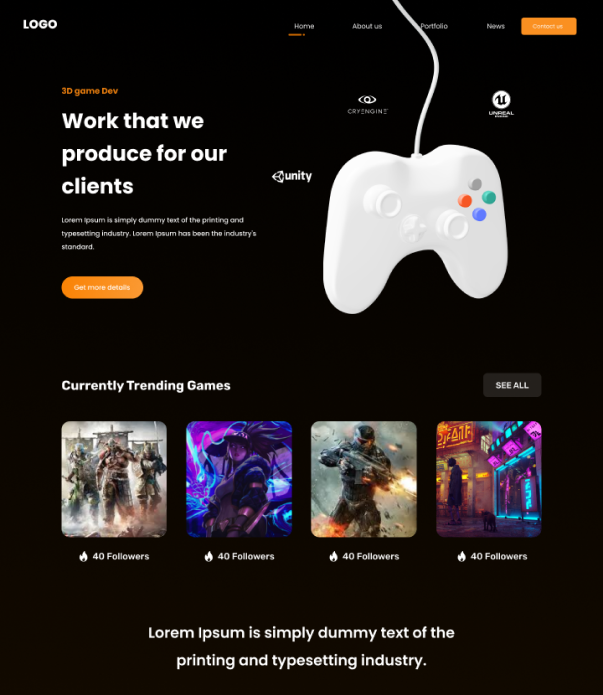 LOGO
Home
About us
Portfolio
News
Contact us
3D game Dev
Work that we
produce for our
clients
CRYENGINE
UNREAL
unity
Lorem Ipsum is simply dummy text of the printing and
typesetting industry. Lorem Ipsum has been the industry's
standard.
Get more details
Currently Trending Games
SEE ALL
40 Followers
40 Followers
40 Followers
40 Followers
Lorem Ipsum is simply dummy text of the
printing and typesetting industry.